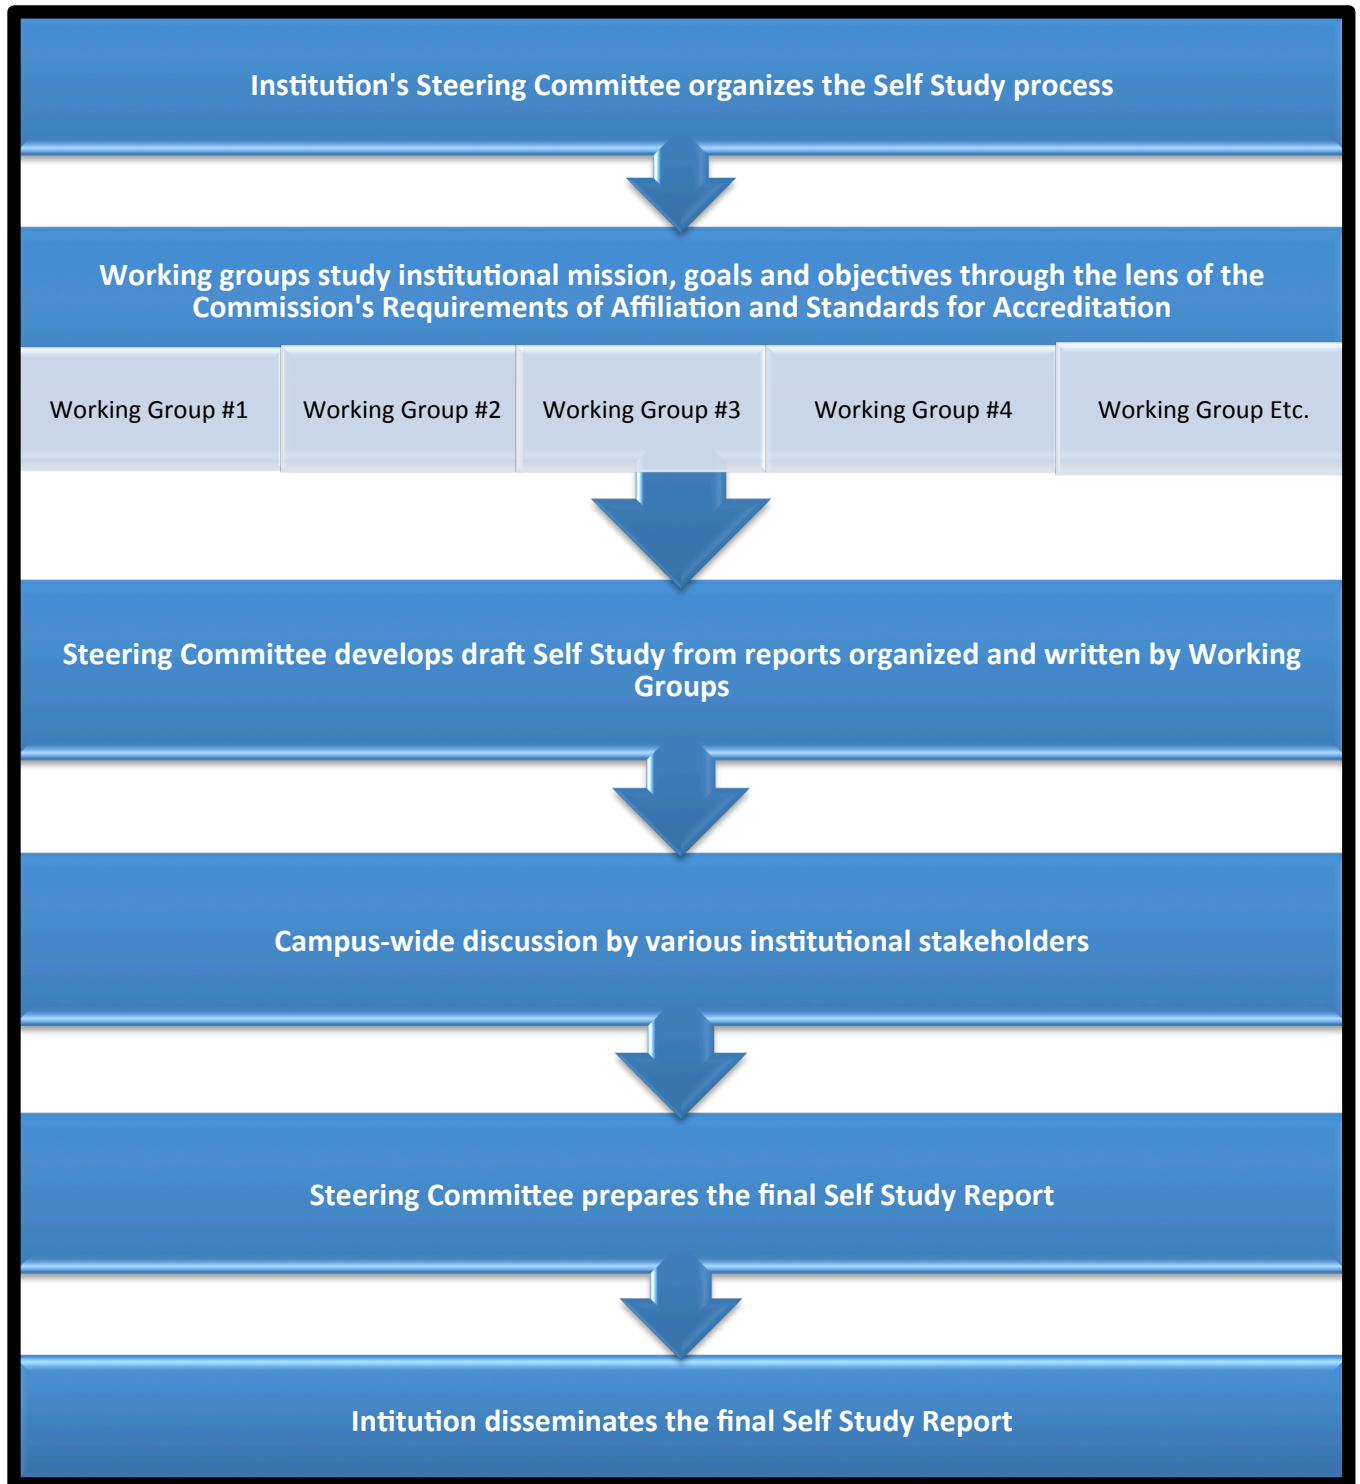 Institution's Steering Committee organizes the Self Study process
Working groups study institutional mission, goals and objectives through the lens of the
Commission's Requirements of Affiliation and Standards for Accreditation
Working Group #1
Working Group #2
Working Group #3
Working Group #4
Working Group Etc.
Steering Committee develops draft Self Study from reports organized and written by Working
Groups
Campus-wide discussion by various institutional stakeholders
Steering Committee prepares the final Self Study Report
Intitution disseminates the final Self Study Report